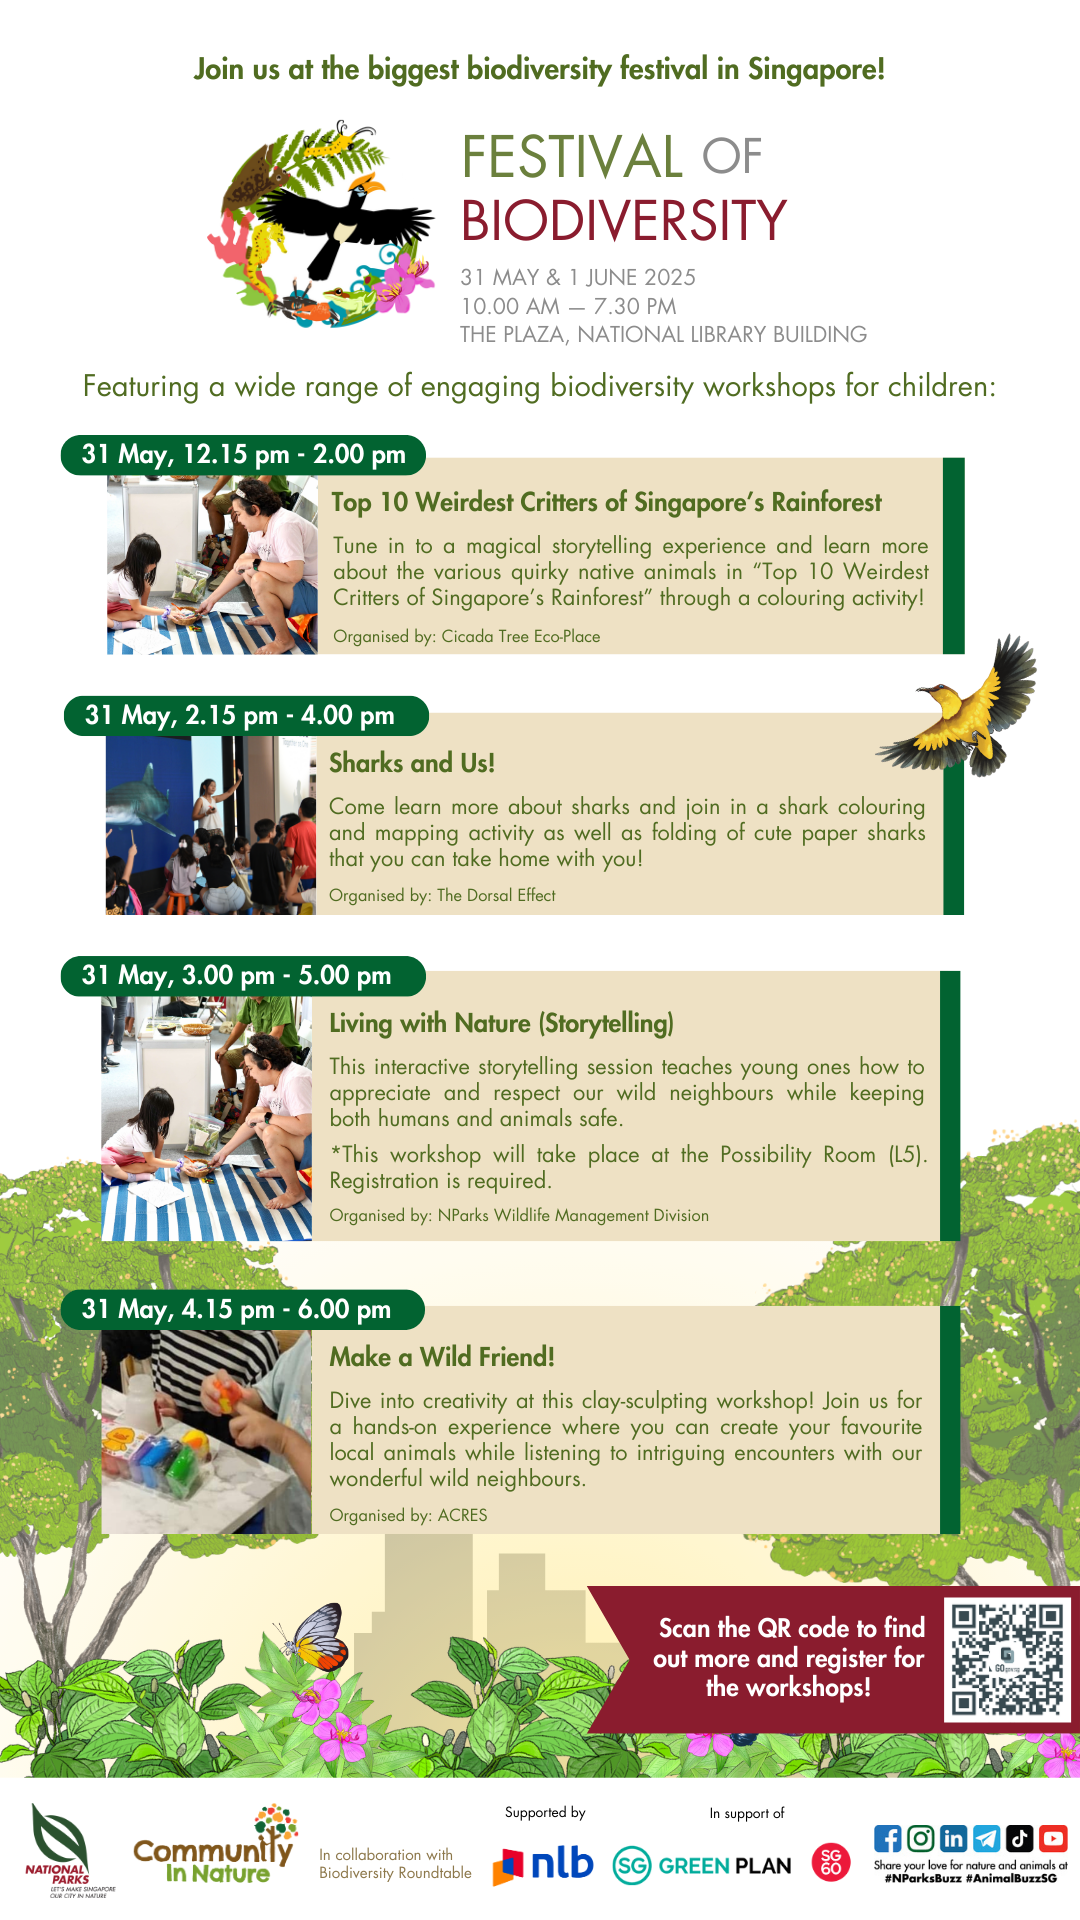 Join us at the biggest biodiversity festival in Singapore!
FESTIVAL OF
BIODIVERSITY
31 MAY & 1 JUNE 2025
10.00 AM — 7.30 PM
THE PLAZA, NATIONAL LIBRARY BUILDING
Featuring a wide range of engaging biodiversity workshops for children:
31 May, 12.15 pm - 2.00 pm
Top 10 Weirdest Critters of Singapore's Rainforest
Tune in to a magical storytelling experience and learn more
about the various quirky native animals in “Top 10 Weirdest
Critters of Singapore's Rainforest” through a colouring activity!
Organised by: Cicada Tree Eco-Place
31 May, 2.15 pm - 4.00 pm
Sharks and Us!
Come learn more about sharks and join in a shark colouring
and mapping activity as well as folding of cute paper sharks
that you can take home with you!
Organised by: The Dorsal Effect
31 May, 3.00 pm - 5.00 pm
Living with Nature (Storytelling)
This interactive storytelling session teaches young ones how to
appreciate and respect our wild neighbours while keeping
both humans and animals safe.
*This workshop will take place at the Possibility Room (L5).
Registration is required.
Organised by: NParks Wildlife Management Division
31 May, 4.15 pm - 6.00 pm
Make a Wild Friend!
Dive into creativity at this clay-sculpting workshop! Join us for
a hands-on experience where you can create your favourite
local animals while listening to intriguing encounters with our
wonderful wild neighbours.
Organised by: ACRES
Scan the QR code to find
out more and register for
the workshops!
GOgov.sg
NATIONAL
PARKS
LET'S MAKE SINGAPORE
OUR CITY IN NATURE
Community
In Nature
In collaboration with
Biodiversity Roundtable
Supported by
nlb
In support of
SG GREEN PLAN
SG
60
Share your love for nature and animals at
#NParksBuzz #AnimalBuzzSG